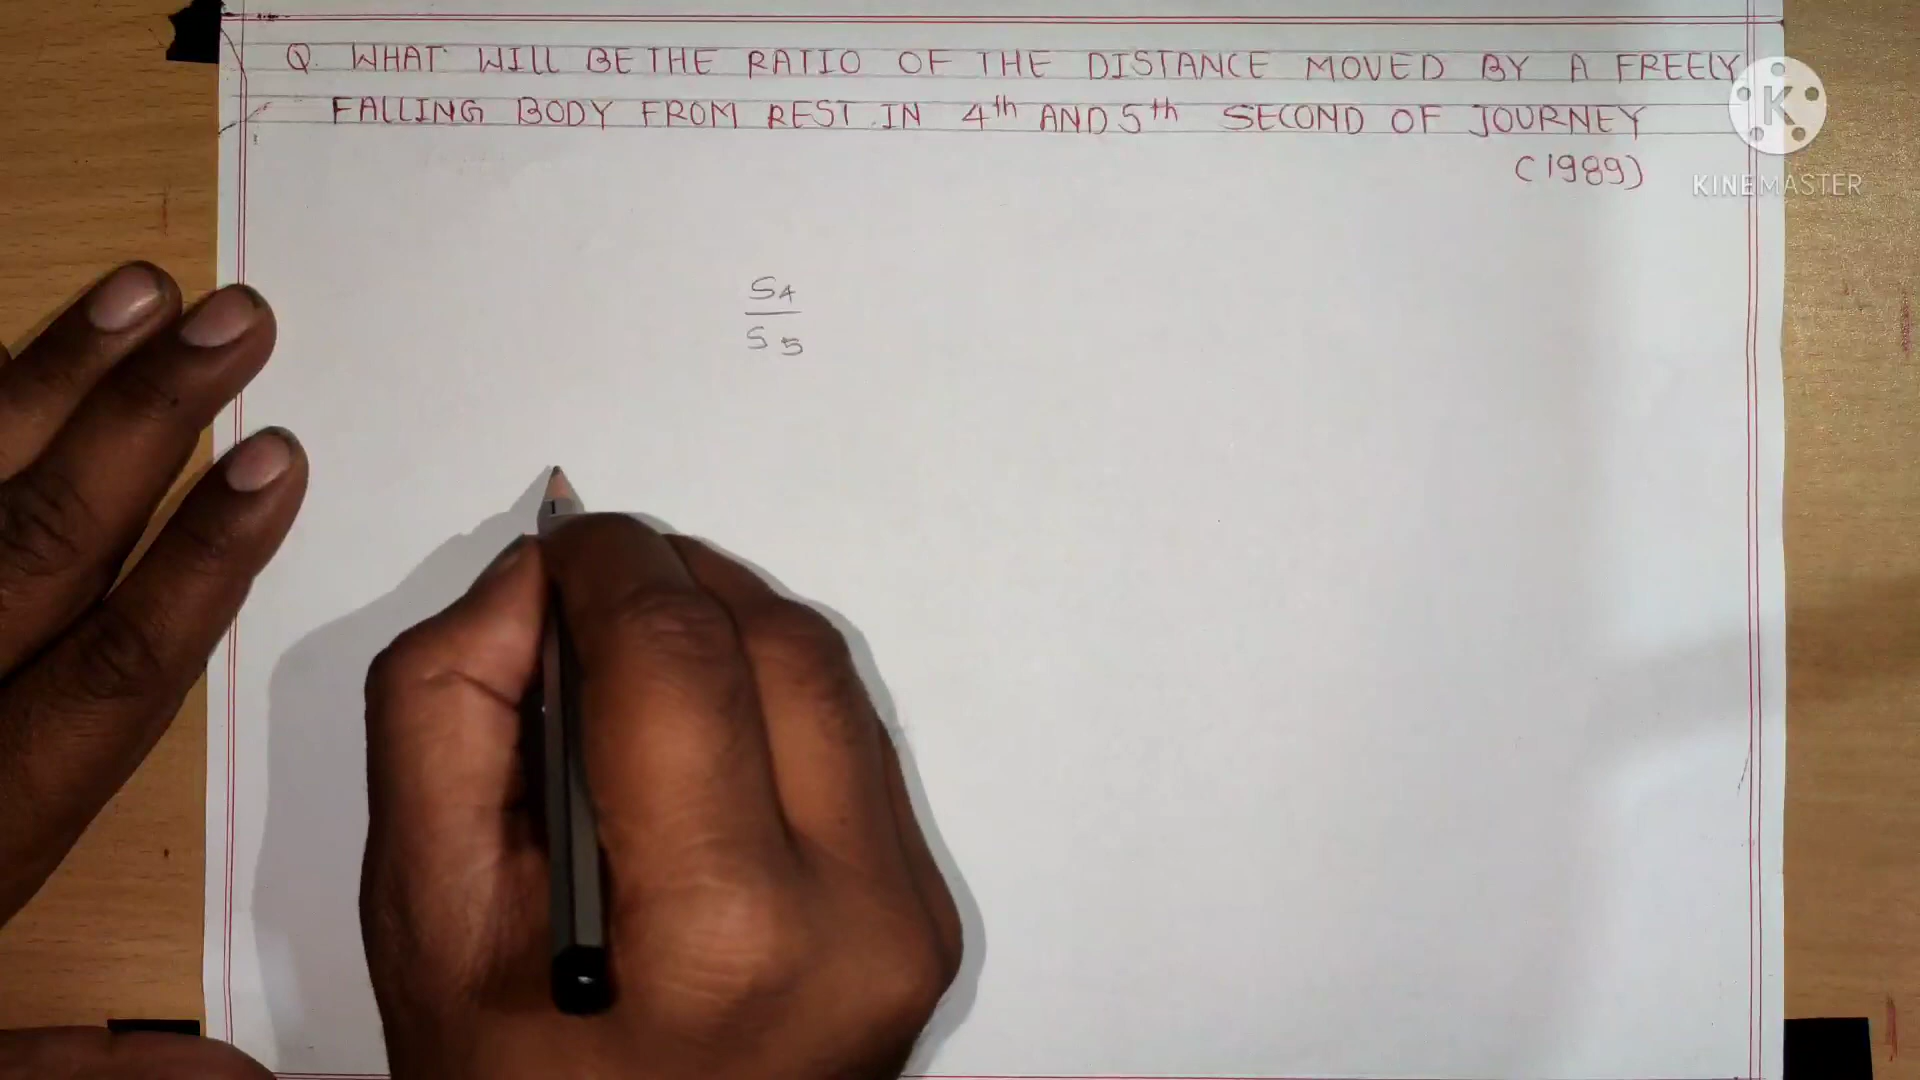 Q. WHAT WILL BE THE RATIO OF THE DISTANCE MOVED BY A FREELY
FALLING BODY FROM REST IN 4th AND 5th SECOND OF JOURNEY
(1989)
K
KINEMASTER
S4
S5